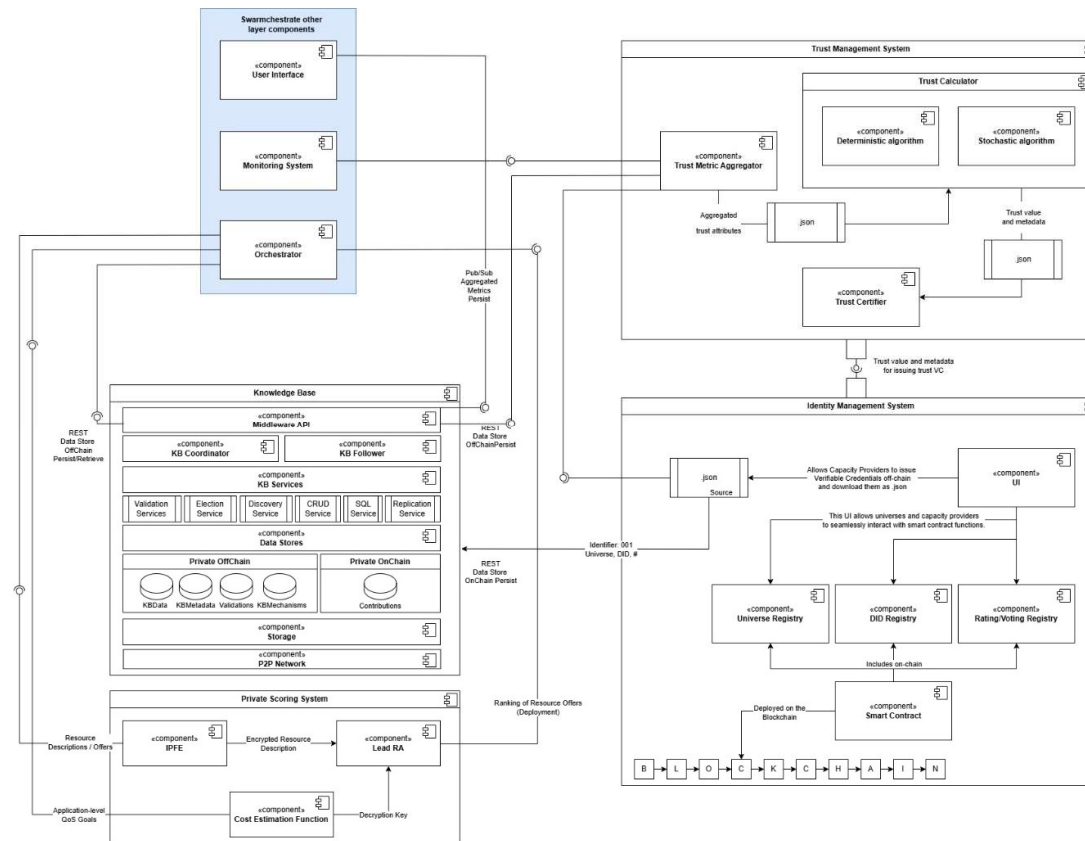 Swarmchestrate other
layer components
«component»
User Interface
«component»
Monitoring System
«component»
Orchestrator
Pub/Sub
Aggregated
Metrics
Persist
Trust Management System
Trust Calculator
«component»
Deterministic algorithm
«component»
Stochastic algorithm
«component»
Trust Metric Aggregator
Aggregated
trust attributes
.json
Trust value
and metadata
.json
«component»
Trust Certifier
Trust value and metadata
for issuing trust VC
Knowledge Base
«component»
Middleware API
«component»
KB Coordinator
«component»
KB Follower
«component»
KB Services
Validation
Services
Election
Service
Discovery
Service
CRUD
Service
SQL
Service
Replication
Service
«component»
Data Stores
Private OffChain
KBData
KBMetadata
Validations
KBMechanisms
Private OnChain
Contributions
«component»
Storage
«component»
P2P Network
REST
Data Store
OffChain
Persist/Retrieve
REST
Data Store
OffChainPersist
REST
Data Store
OnChain Persist
Identifier: 001
Universe, DID, #
Identity Management System
.json
Source
Allows Capacity Providers to issue
Verifiable Credentials off-chain
and download them as .json
«component»
UI
This UI allows universes and capacity providers
to seamlessly interact with smart contract functions.
«component»
Universe Registry
«component»
DID Registry
«component»
Rating/Voting Registry
Includes on-chain
«component»
Smart Contract
Deployed on the
Blockchain
B L O C K C H A I N
Private Scoring System
Resource
Descriptions / Offers
«component»
IPFE
Encrypted Resource
Description
«component»
Lead RA
Ranking of Resource Offers
(Deployment)
Application-level
QoS Goals
«component»
Cost Estimation Function
Decryption Key